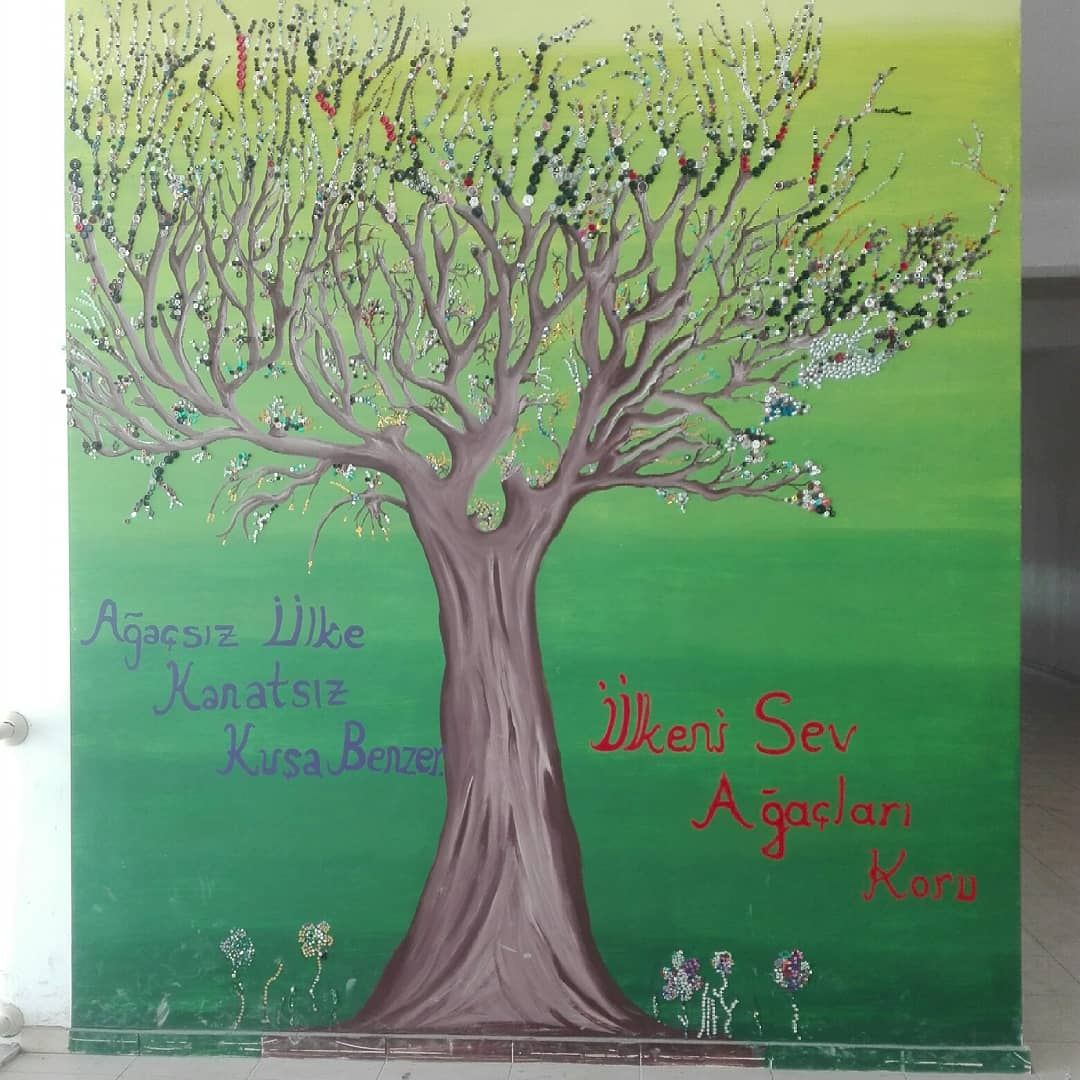 Ağaçsız Ülke
Kanatsız
Kuşa Benzer.
Ülkeni Sev
Ağaçları
Koru